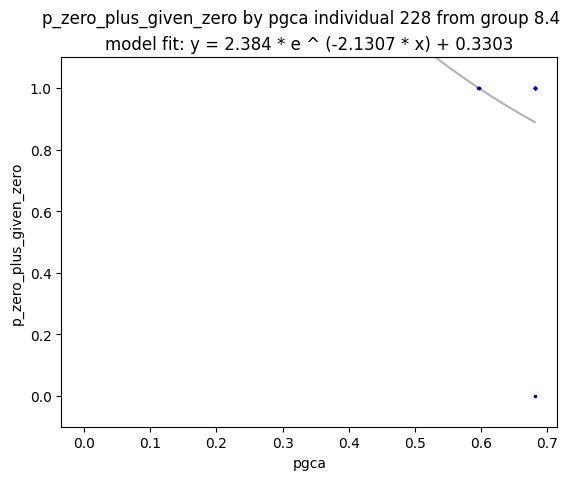 p_zero_plus_given_zero by pgca individual 228 from group 8.4
model fit: y = 2.384 * e ^ (-2.1307 * x) + 0.3303
1.0
0.8
0.6
0.4
0.2
0.0
p_zero_plus_given_zero
0.0 0.1 0.2 0.3 0.4 0.5 0.6 0.7
pgca